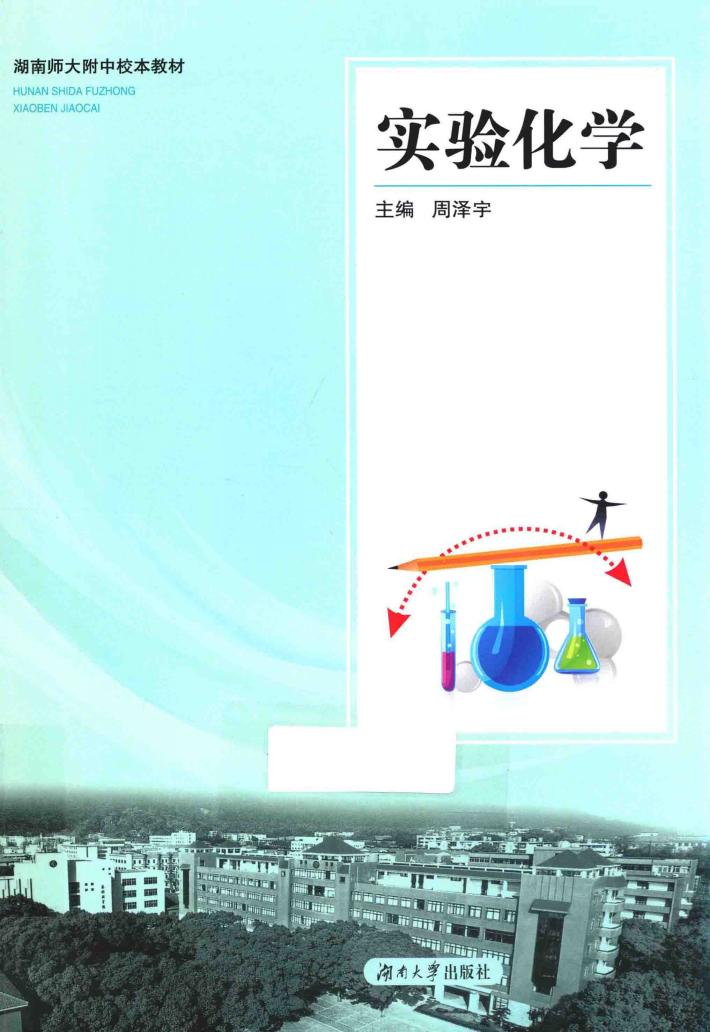 湖南师大附中校本教材
HUNAN SHIDA FUZHONG
XIAOBEN JIAOCAI
实验化学
主编 周泽宇
湖南大学出版社